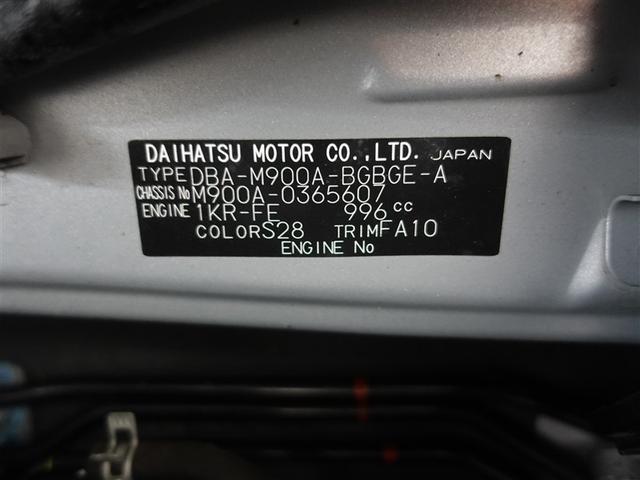 DAIHATSU MOTOR CO.,LTD. JAPAN
TYPE DBA-M900A-BGBGE-A
CHASSIS No M900A-0365607
ENGINE 1KR-FE 996 cc
COLOR S28 TRIM FA10
ENGINE No